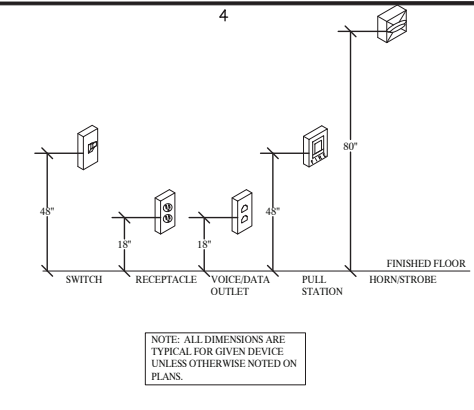 4
80"
48"
18"
18"
48"
FINISHED FLOOR
SWITCH
RECEPTACLE
VOICE/DATA
OUTLET
PULL
STATION
HORN/STROBE
NOTE: ALL DIMENSIONS ARE
TYPICAL FOR GIVEN DEVICE
UNLESS OTHERWISE NOTED ON
PLANS.